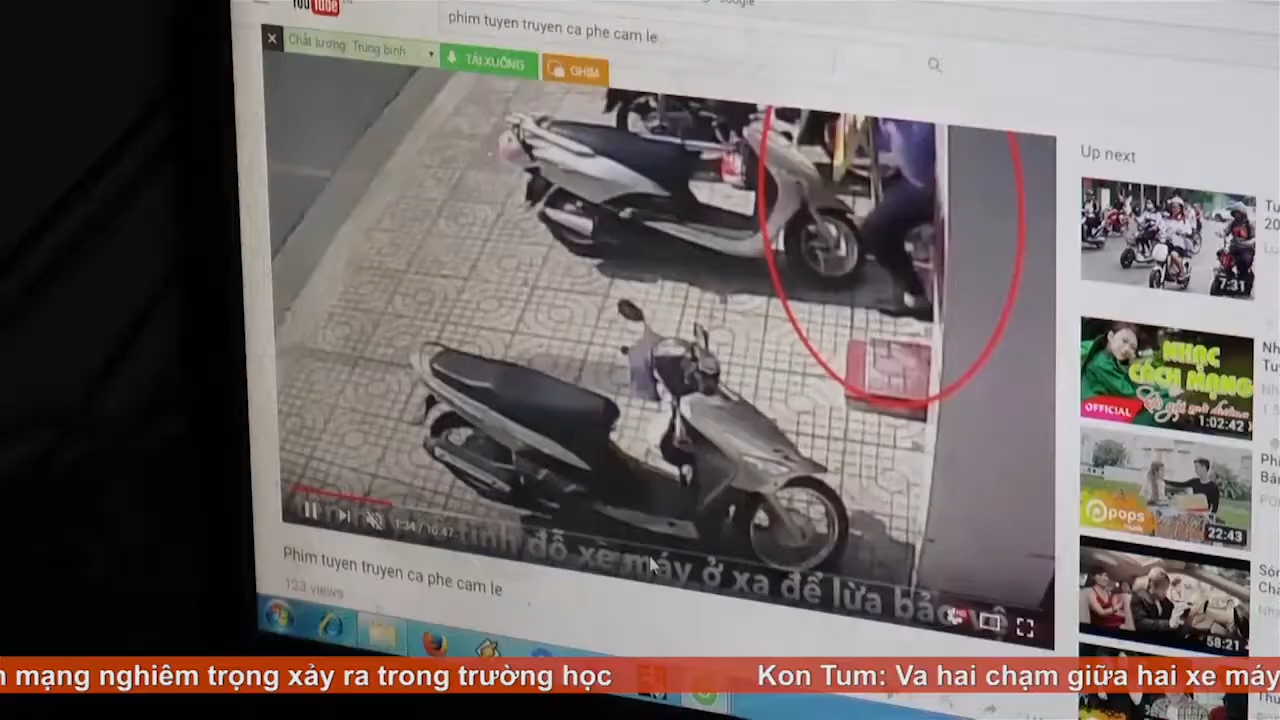 YouTube
phim tuyen truyen ca phe cam le
Chất lượng: Trung bình
TẢI XUỐNG
GHIM
Up next
7:31
NHẠC
CÁCH MẠNG
OFFICIAL
1:02:42
pops
22:43
58:21
1:34 / 10:47
tình đỗ xe máy ở xa để lừa bảo vệ
Phim tuyen truyen ca phe cam le
123 views
mạng nghiêm trọng xảy ra trong trường học
Kon Tum: Va hai chạm giữa hai xe máy